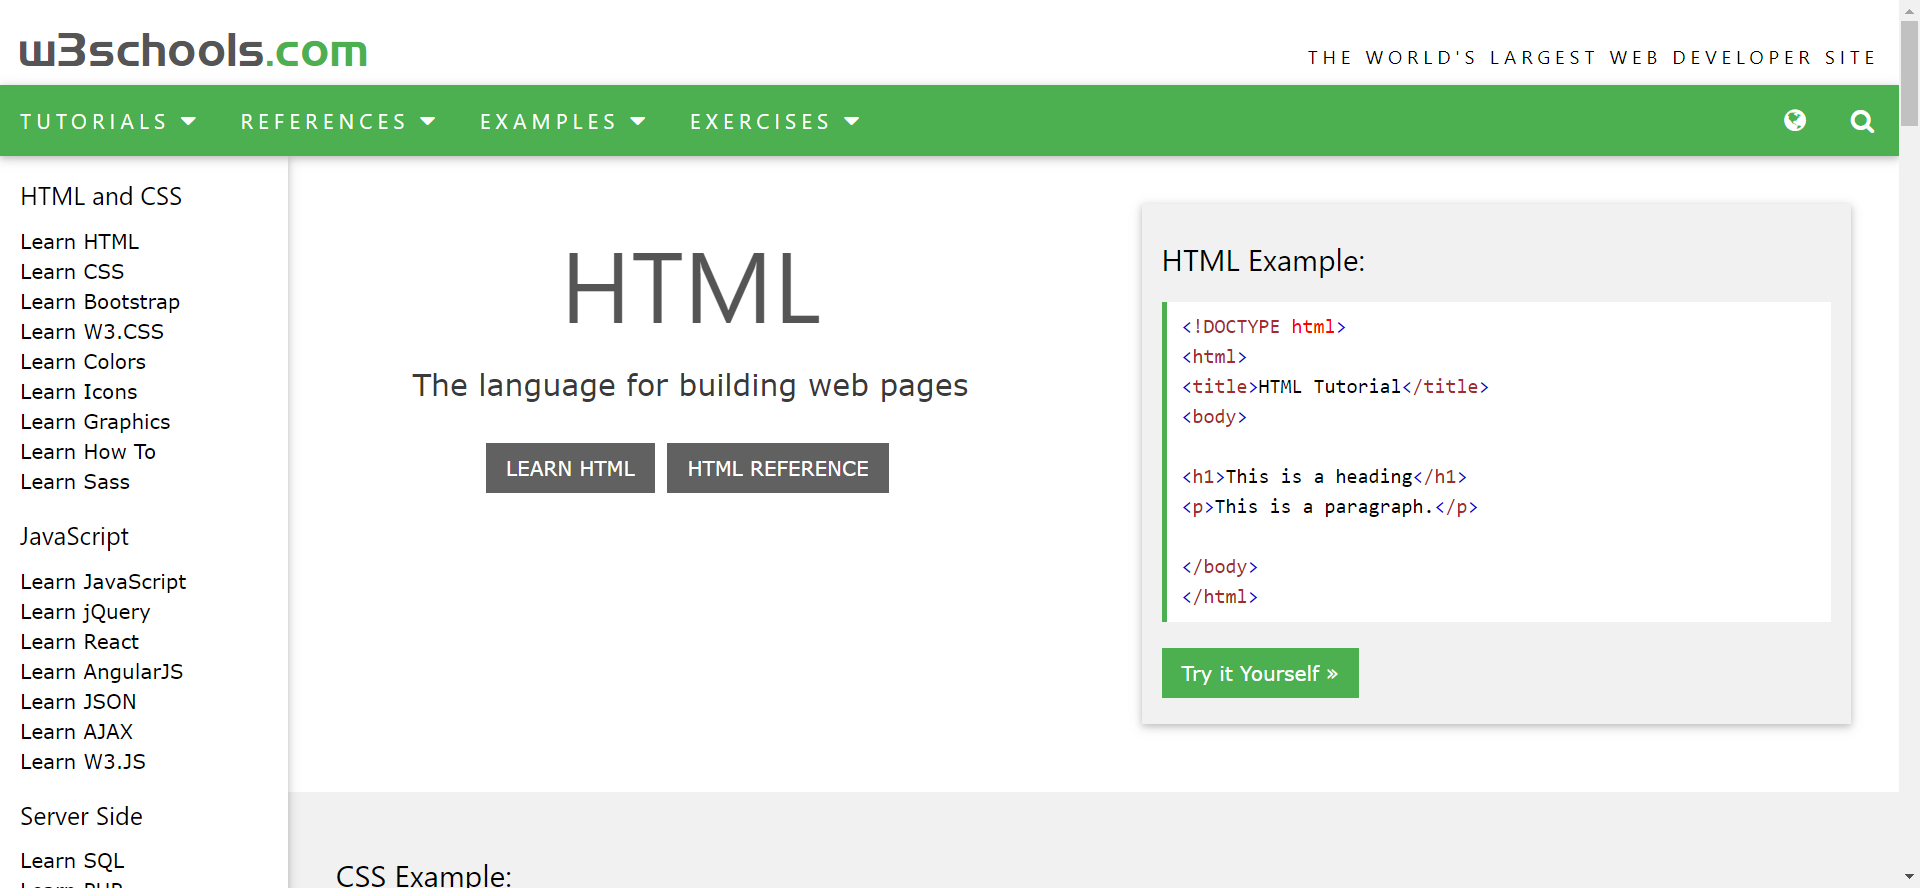 w3schools.com
THE WORLD'S LARGEST WEB DEVELOPER SITE
TUTORIALS REFERENCES EXAMPLES EXERCISES
HTML and CSS
Learn HTML
Learn CSS
Learn Bootstrap
Learn W3.CSS
Learn Colors
Learn Icons
Learn Graphics
Learn How To
Learn Sass
JavaScript
Learn JavaScript
Learn jQuery
Learn React
Learn AngularJS
Learn JSON
Learn AJAX
Learn W3.JS
Server Side
Learn SQL
Learn PHP
HTML
The language for building web pages
LEARN HTML HTML REFERENCE
HTML Example:
<!DOCTYPE html>
<html>
<title>HTML Tutorial</title>
<body>
<h1>This is a heading</h1>
<p>This is a paragraph.</p>
</body>
</html>
Try it Yourself »
CSS Example: